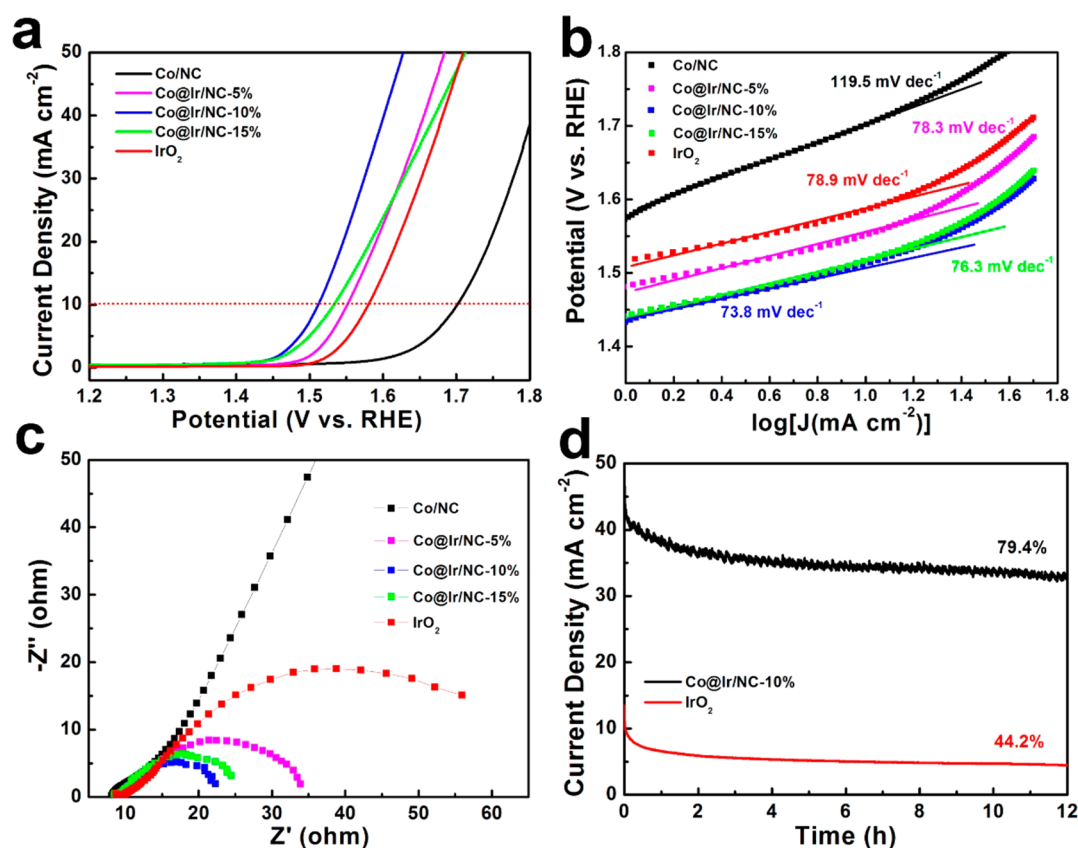 a
Current Density (mA cm⁻²)
50
40
30
20
10
0
Co/NC
Co@Ir/NC-5%
Co@Ir/NC-10%
Co@Ir/NC-15%
IrO₂
1.2 1.3 1.4 1.5 1.6 1.7 1.8
Potential (V vs. RHE)
b
Potential (V vs. RHE)
1.8
1.7
1.6
1.5
1.4
Co/NC
Co@Ir/NC-5%
Co@Ir/NC-10%
Co@Ir/NC-15%
IrO₂
119.5 mV dec⁻¹
78.3 mV dec⁻¹
78.9 mV dec⁻¹
76.3 mV dec⁻¹
73.8 mV dec⁻¹
0.0 0.2 0.4 0.6 0.8 1.0 1.2 1.4 1.6 1.8
log[J(mA cm⁻²)]
c
-Z'' (ohm)
50
40
30
20
10
0
Co/NC
Co@Ir/NC-5%
Co@Ir/NC-10%
Co@Ir/NC-15%
IrO₂
10 20 30 40 50 60
Z' (ohm)
d
Current Density (mA cm⁻²)
50
40
30
20
10
0
79.4%
Co@Ir/NC-10%
IrO₂
44.2%
0 2 4 6 8 10 12
Time (h)